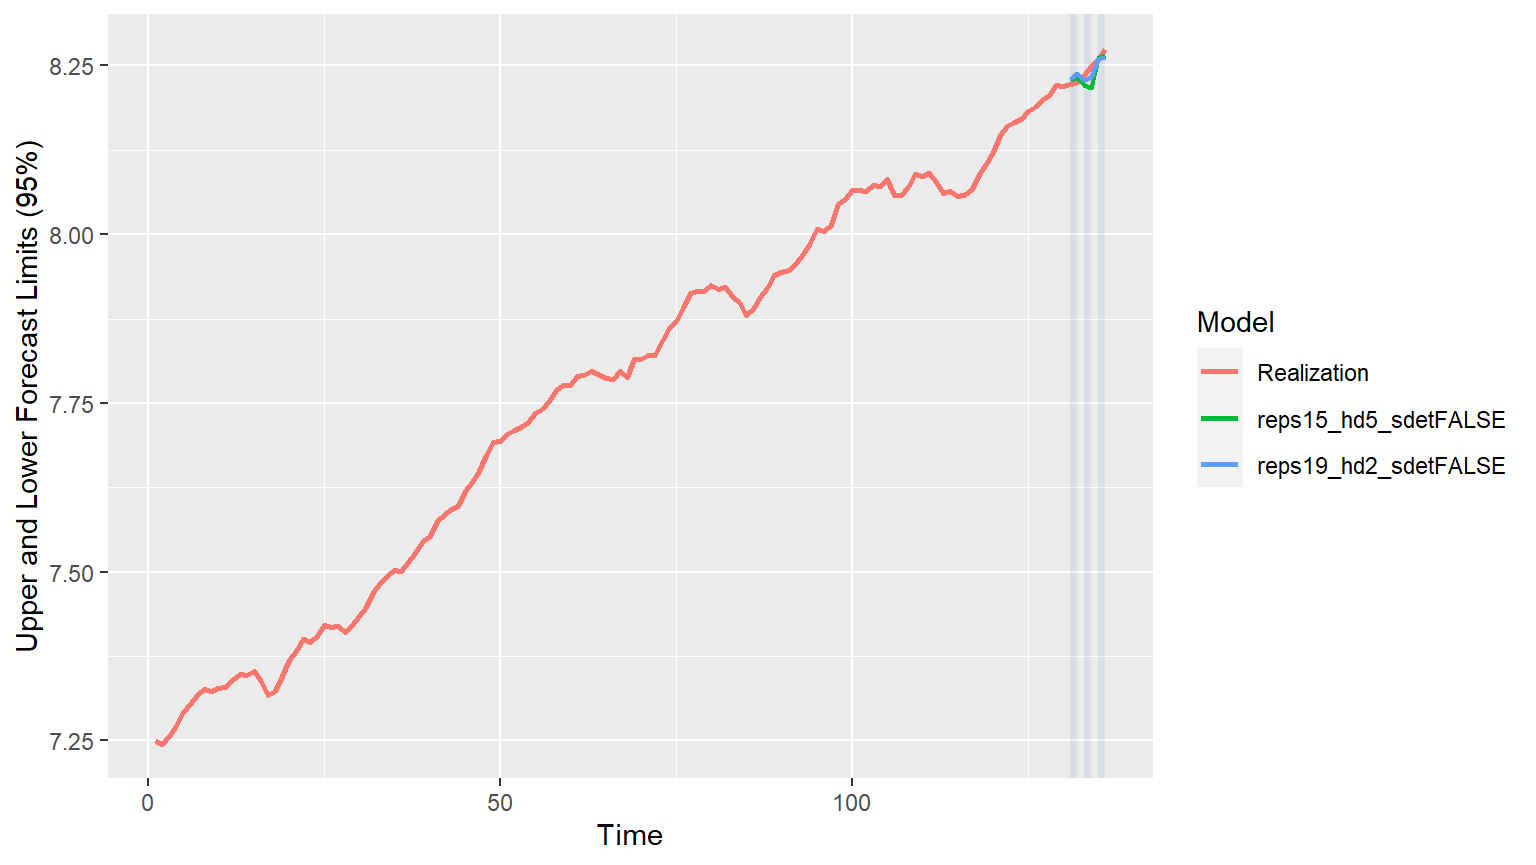 Upper and Lower Forecast Limits (95%)
8.25
8.00
7.75
7.50
7.25
0
50
100
Time
Model
Realization
reps15_hd5_sdetFALSE
reps19_hd2_sdetFALSE